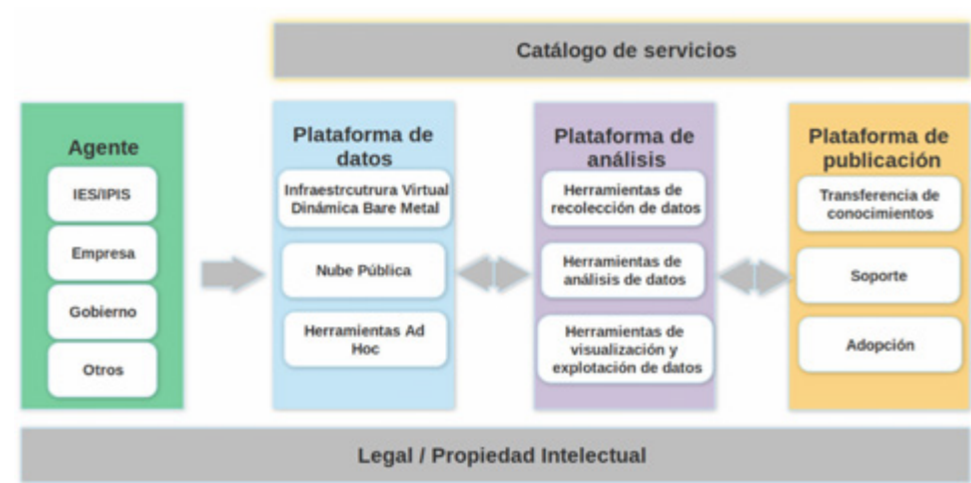 Catálogo de servicios
Agente
IES/IPIS
Empresa
Gobierno
Otros
Plataforma de
datos
Infraestrcutrura Virtual
Dinámica Bare Metal
Nube Pública
Herramientas Ad
Hoc
Plataforma de
análisis
Herramientas de
recolección de datos
Herramientas de
análisis de datos
Herramientas de
visualización y
explotación de datos
Plataforma de
publicación
Transferencia de
conocimientos
Soporte
Adopción
Legal / Propiedad Intelectual